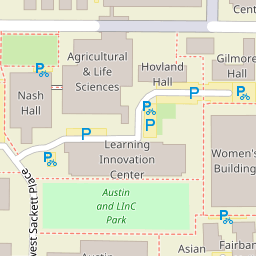 Cent
Agricultural
& Life
Sciences
Hovland
Hall
Gilmore
Hall
P
P
Nash
Hall
P
P
P
P
P
Learning
Innovation
Center
P
Women's
Building
west Sackett Place
Austin
and LInC
Park
P
Austin
Asian
Fairban